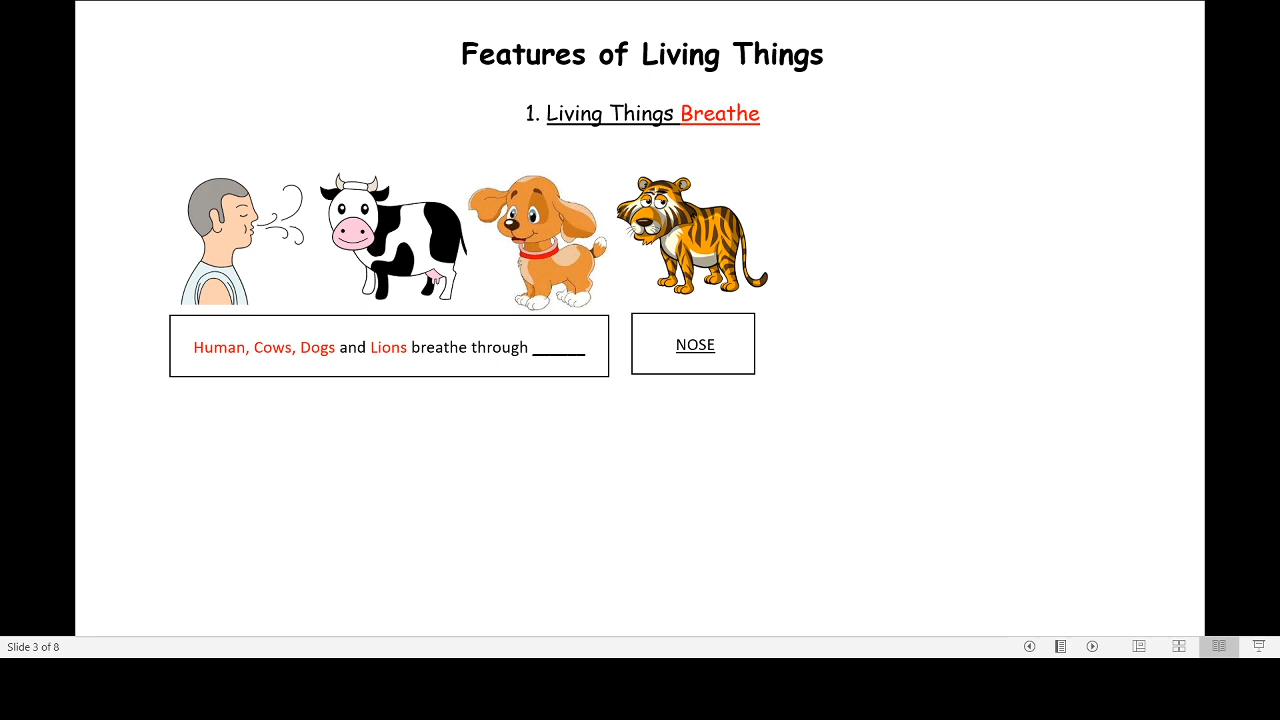 Features of Living Things
1. Living Things Breathe
Human, Cows, Dogs and Lions breathe through ______
NOSE
Slide 3 of 8